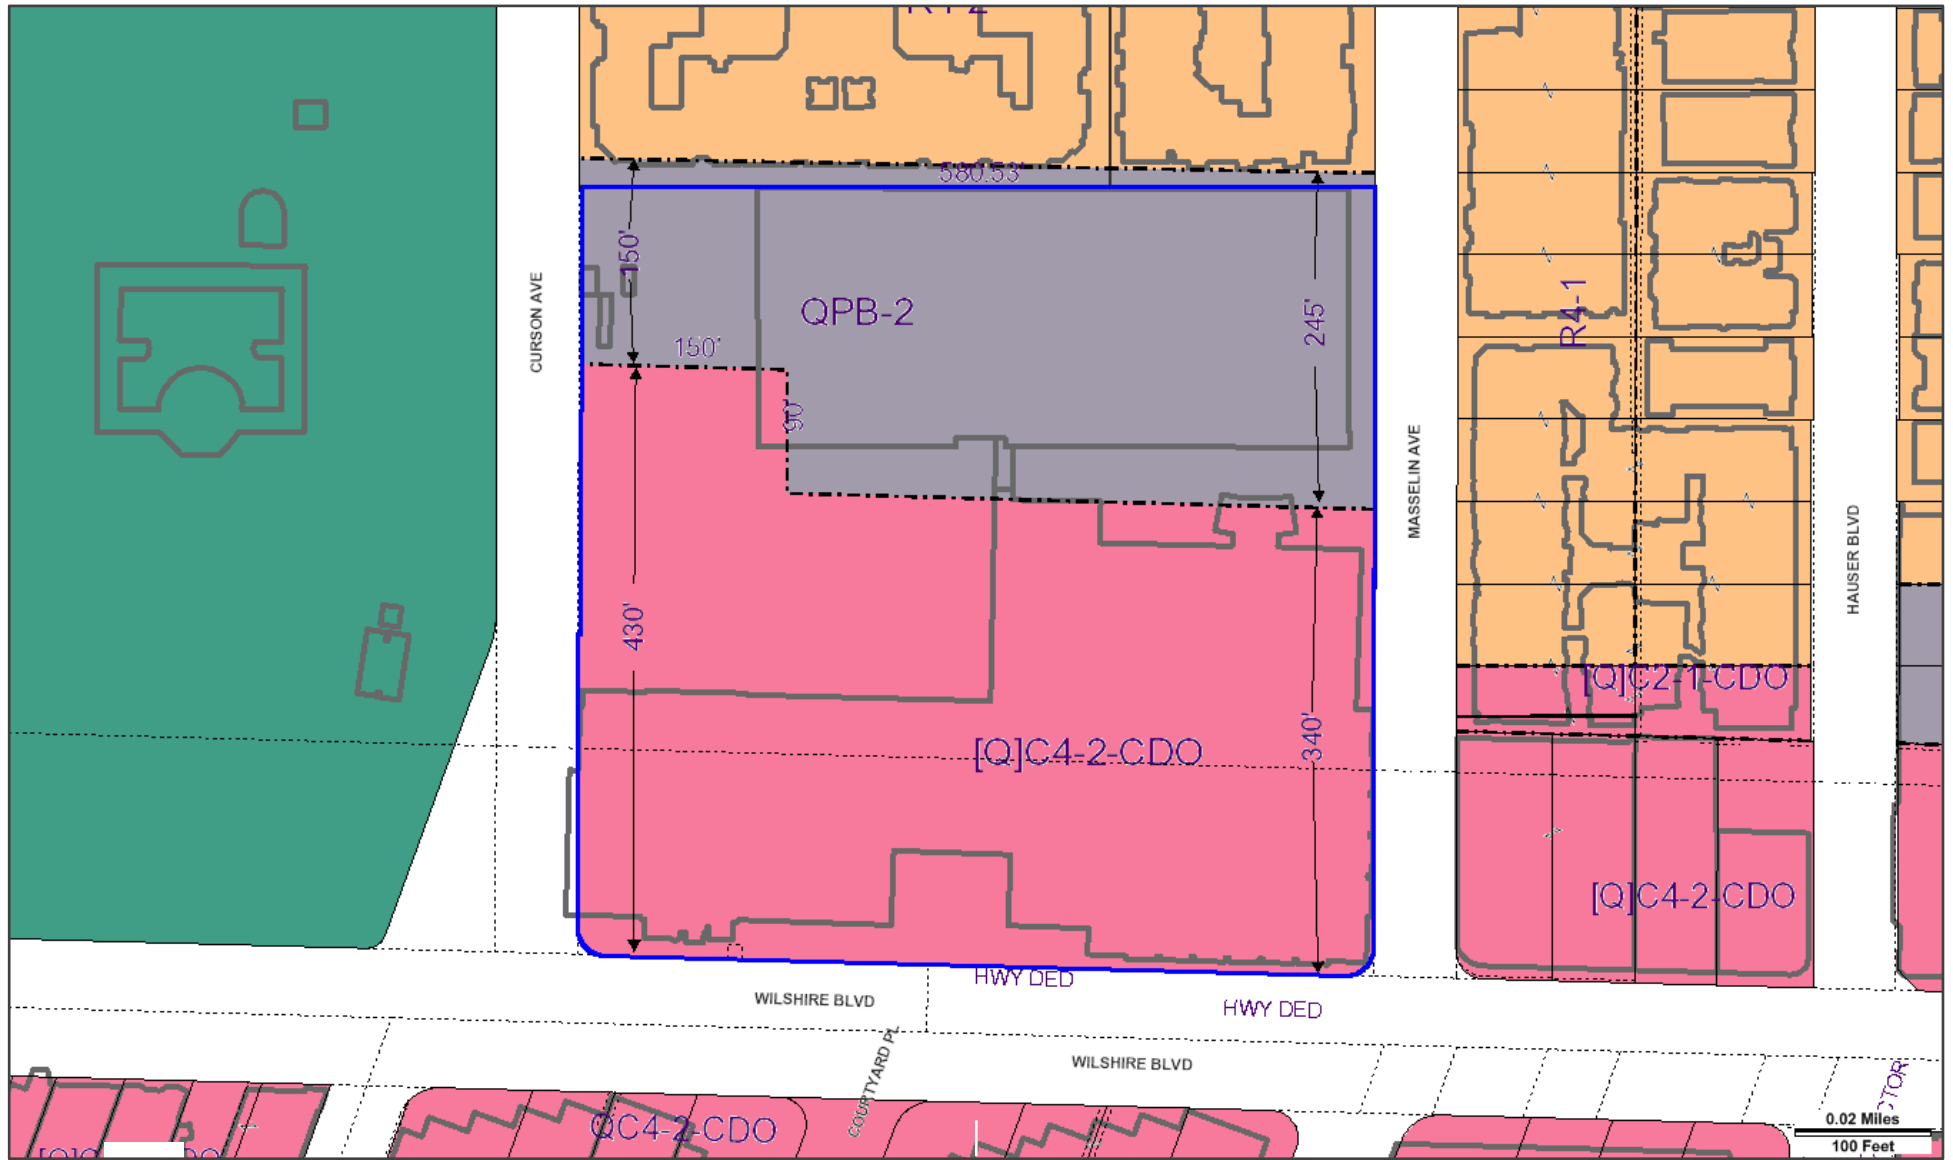 580.53'
150'
QPB-2
245'
150'
90'
CURSON AVE
R4-1
MASSELIN AVE
HAUSER BLVD
430'
[Q]C2-1-CDO
340'
[Q]C4-2-CDO
[Q]C4-2-CDO
HWY DED
WILSHIRE BLVD
HWY DED
COURTYARD PL
WILSHIRE BLVD
QC4-2-CDO
0.02 Miles
100 Feet